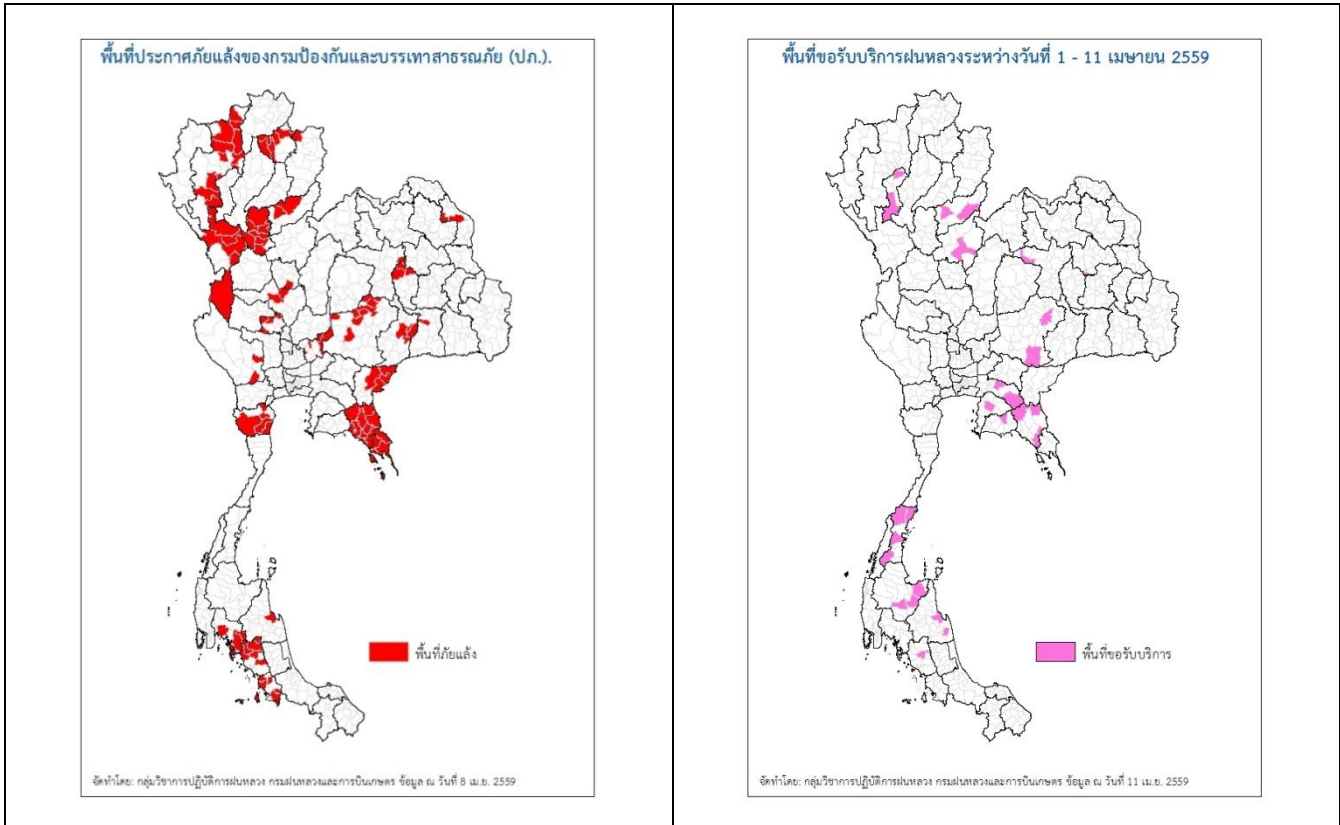 พื้นที่ประกาศภัยแล้งของกรมป้องกันและบรรเทาสาธารณภัย (ปภ.).
พื้นที่ภัยแล้ง
จัดทำโดย: กลุ่มวิชาการปฏิบัติการฝนหลวง กรมฝนหลวงและการบินเกษตร ข้อมูล ณ วันที่ 8 เม.ย. 2559
พื้นที่ขอรับบริการฝนหลวงระหว่างวันที่ 1 - 11 เมษายน 2559
พื้นที่ขอรับบริการ
จัดทำโดย: กลุ่มวิชาการปฏิบัติการฝนหลวง กรมฝนหลวงและการบินเกษตร ข้อมูล ณ วันที่ 11 เม.ย. 2559